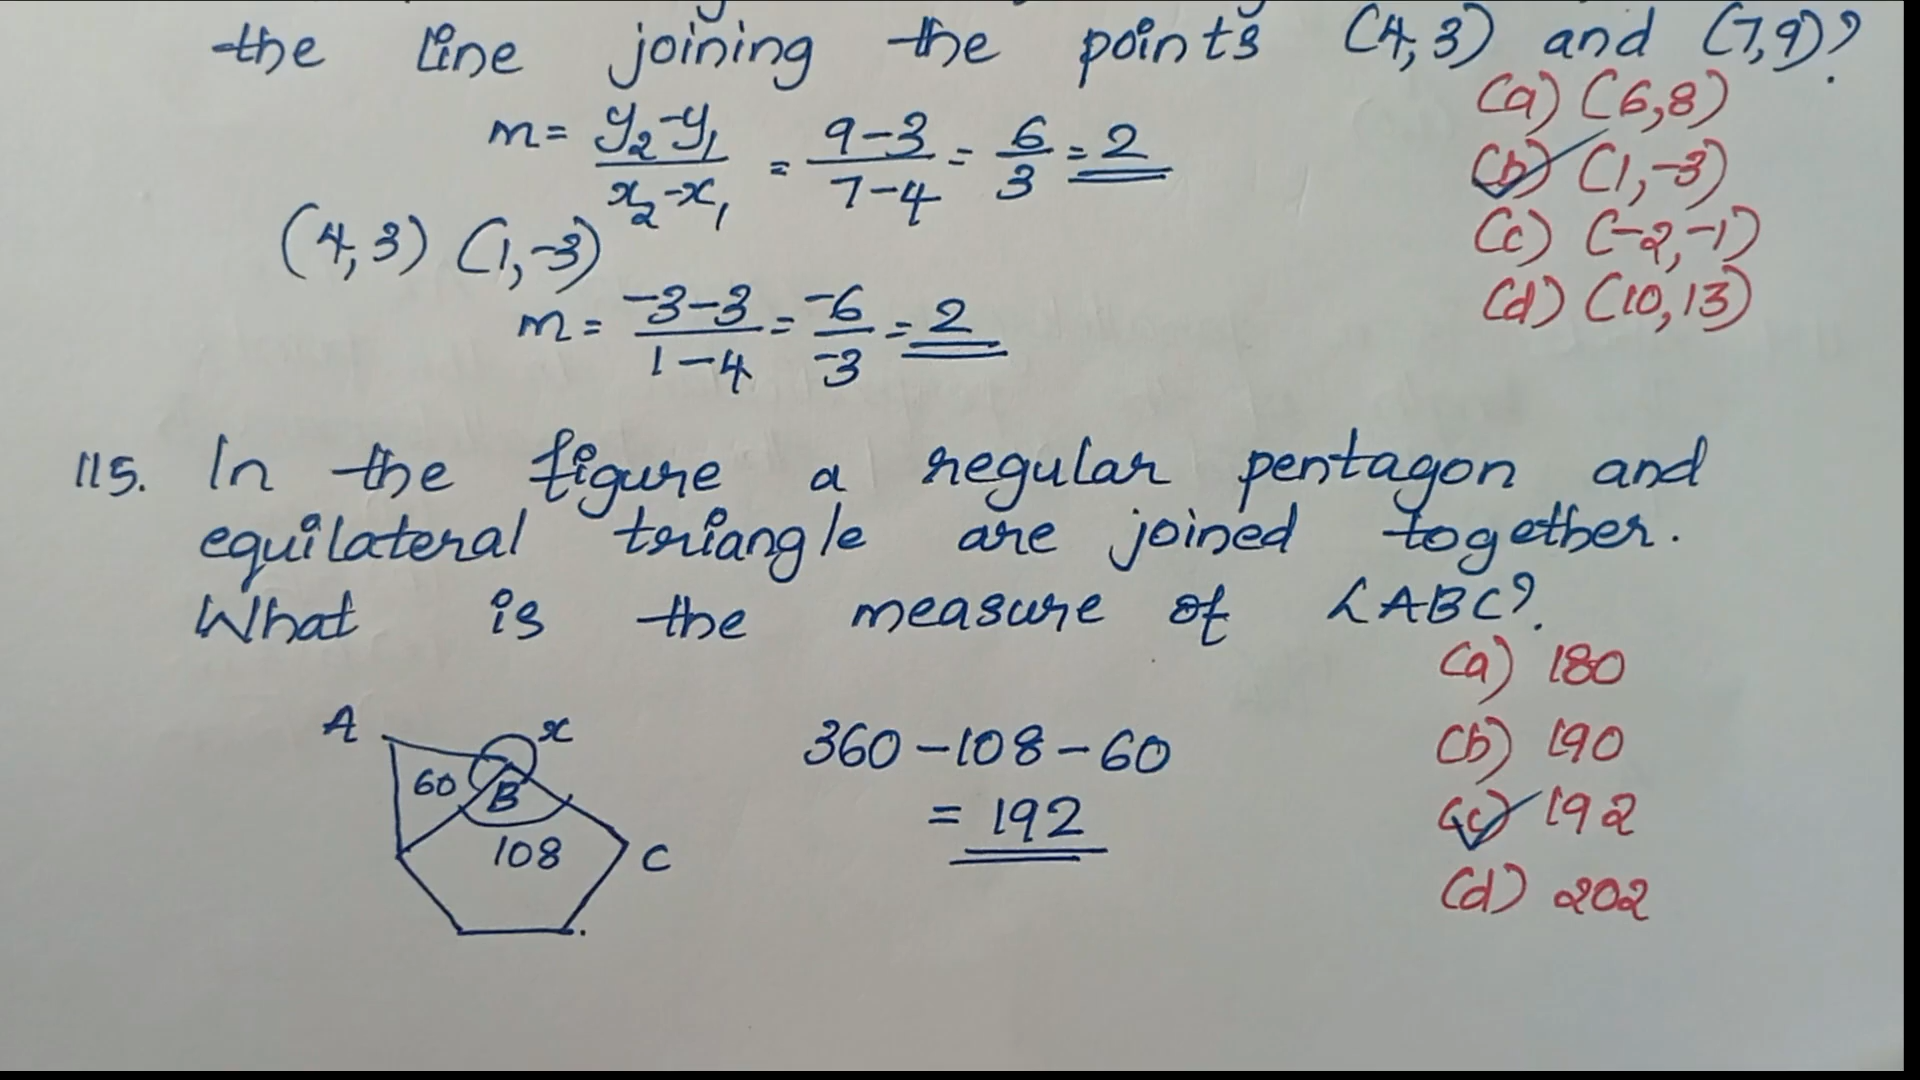 the line joining the points (4,3) and (7,9)?
m = y₂-y₁/x₂-x₁ = 9-3/7-4 = 6/3 = 2
(a) (6,8)
(b) (1,-3)
(c) (-2,-1)
(d) (10,13)
(4,3) (1,-3)
m = -3-3/1-4 = -6/-3 = 2
115. In the figure a regular pentagon and
equilateral triangle are joined together.
What is the measure of ∠ABC?
(a) 180
(b) 190
(c) 192
(d) 202
A x
60 B
108 C
360-108-60
= 192